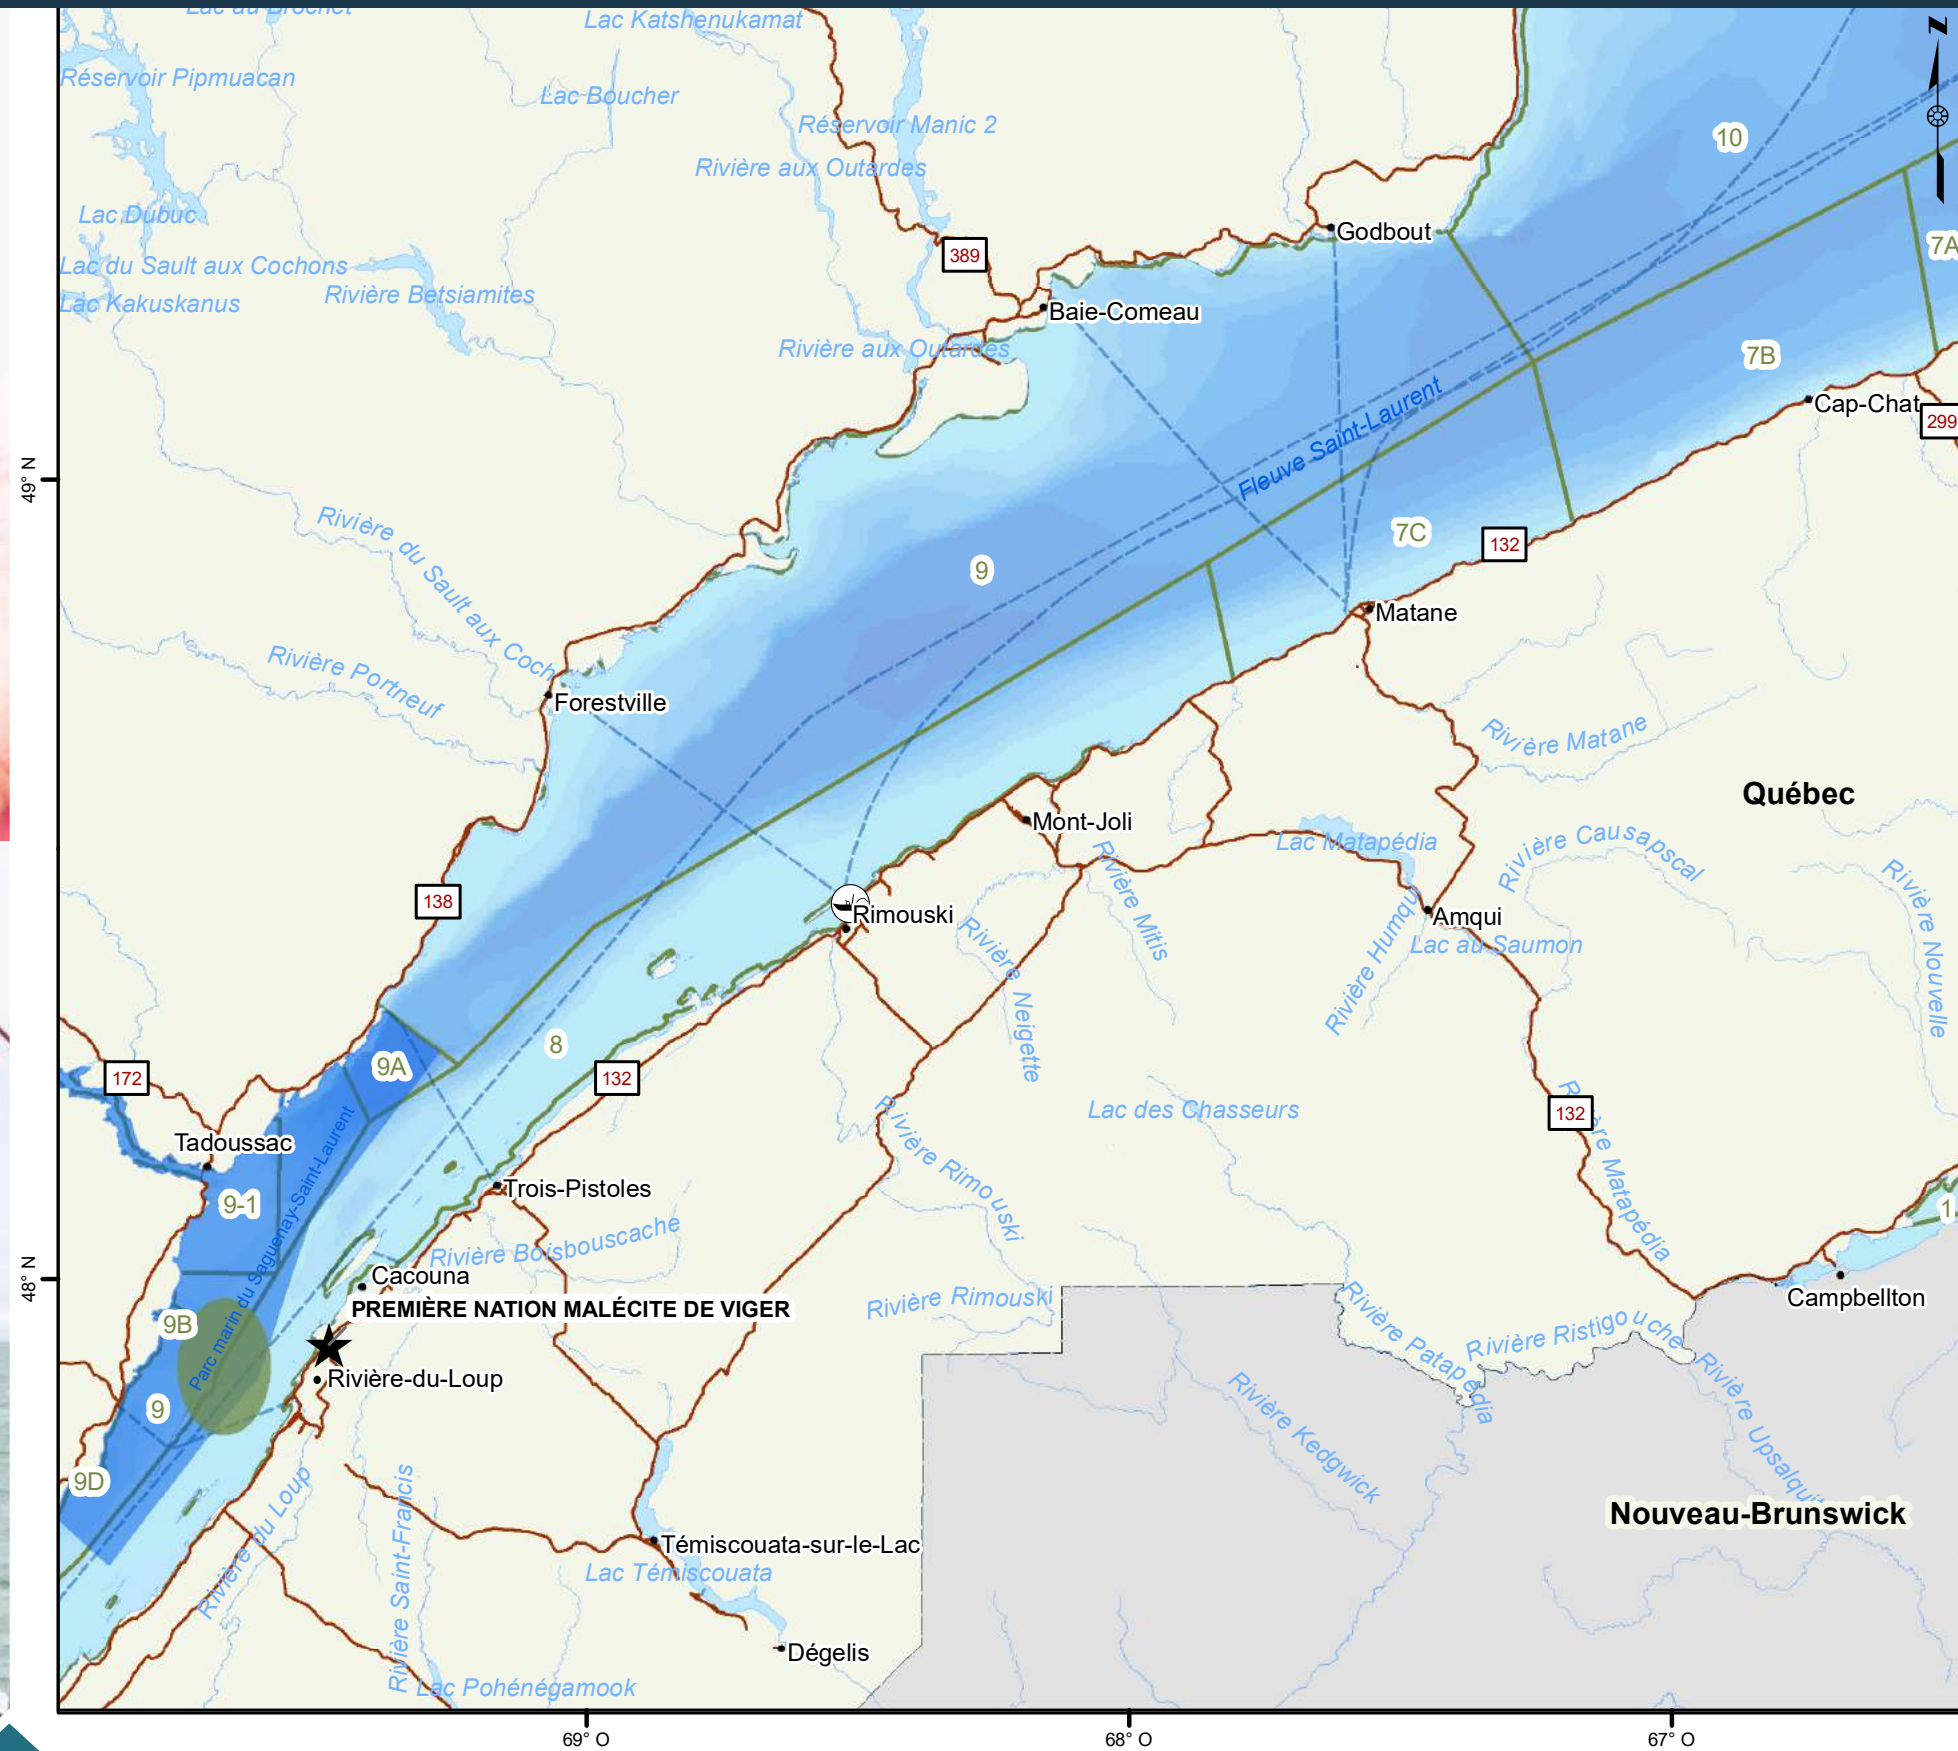 Lac au Brochet
Lac Katshenukamat
Z
Réservoir Pipmuacan
Lac Boucher
Réservoir Manic 2
10
Rivière aux Outardes
Lac Dubuc
Godbout
7A
389
Lac du Sault aux Cochons
Rivière Betsiamites
Lac Kakuskanus
Baie-Comeau
Rivière aux Outardes
7B
Cap-Chat
299
Fleuve Saint-Laurent
49° N
Rivière du Sault aux Coch
7C
132
9
Matane
Rivière Portneuf
Forestville
Rivière Matane
Québec
Mont-Joli
Lac Matapédia
Rivière Causapscal
Rivière Mitis
Rivière Nouvelle
138
Rimouski
Amqui
Rivière Humqui
Lac au Saumon
Rivière Neigette
8
9A
172
132
Lac des Chasseurs
132
Rivière Matapédia
Tadoussac
Rivière Rimouski
Parc marin du Saguenay-Saint-Laurent
9-1
Trois-Pistoles
1
Rivière Boisbouscache
48° N
Cacouna
Campbellton
PREMIÈRE NATION MALÉCITE DE VIGER
Rivière Rimouski
9B
Rivière Patapédia
Rivière Ristigouche
Rivière-du-Loup
Rivière Kedgwick
Rivière Upsalqui
9
9D
Rivière du Loup
Rivière Saint-Francis
Nouveau-Brunswick
Témiscouata-sur-le-Lac
Lac Témiscouata
Dégelis
Lac Pohénégamook
69° O
68° O
67° O